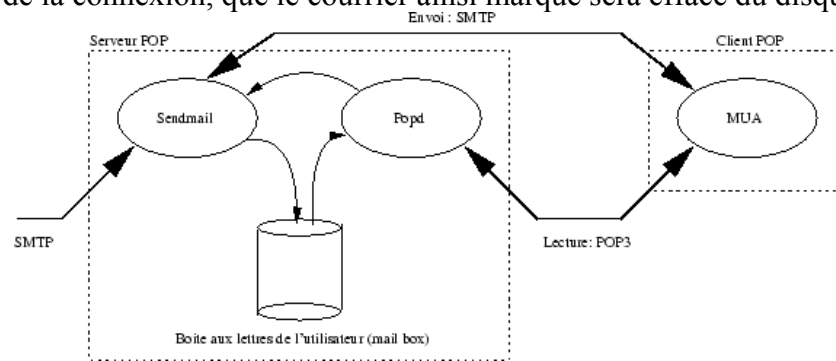 de la connexion, que le courrier ainsi marqué sera effacé du disqu
Envoi : SMTP
Serveur POP
Client POP
Sendmail
Popd
MUA
SMTP
Lecture: POP3
Boite aux lettres de l'utilisateur (mail box)